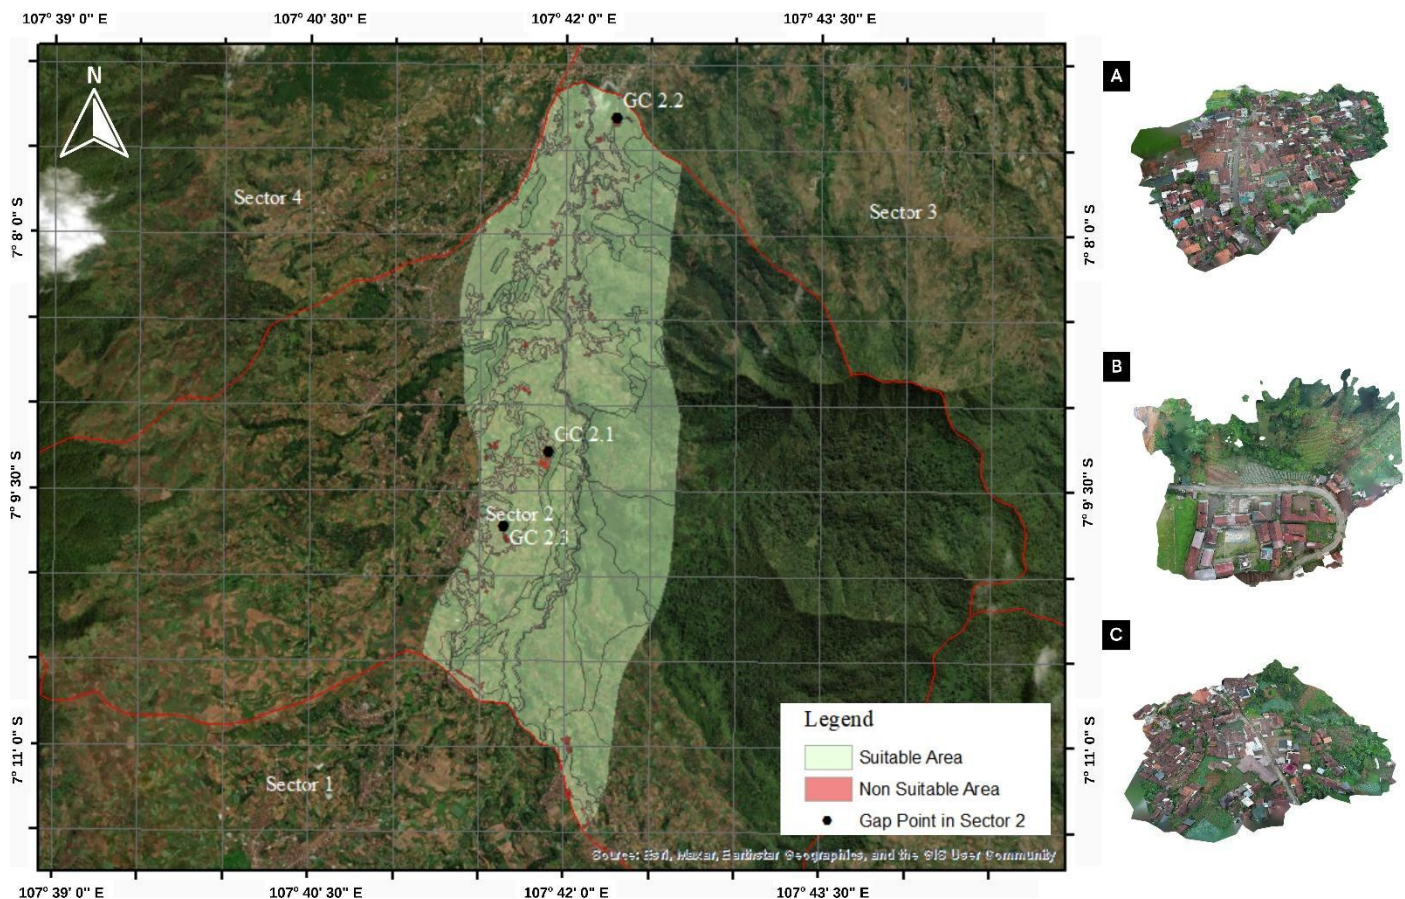 107° 39' 0" E
107° 40' 30" E
107° 42' 0" E
107° 43' 30" E
N
GC 2.2
Sector 4
Sector 3
7° 8' 0" S
7° 8' 0" S
GC 2.1
7° 9' 30" S
7° 9' 30" S
Sector 2
GC 2.3
7° 11' 0" S
7° 11' 0" S
Sector 1
Legend
Suitable Area
Non Suitable Area
Gap Point in Sector 2
Source: Esri, Maxar, Earthstar Geographics, and the GIS User Community
107° 39' 0" E
107° 40' 30" E
107° 42' 0" E
107° 43' 30" E
A
B
C